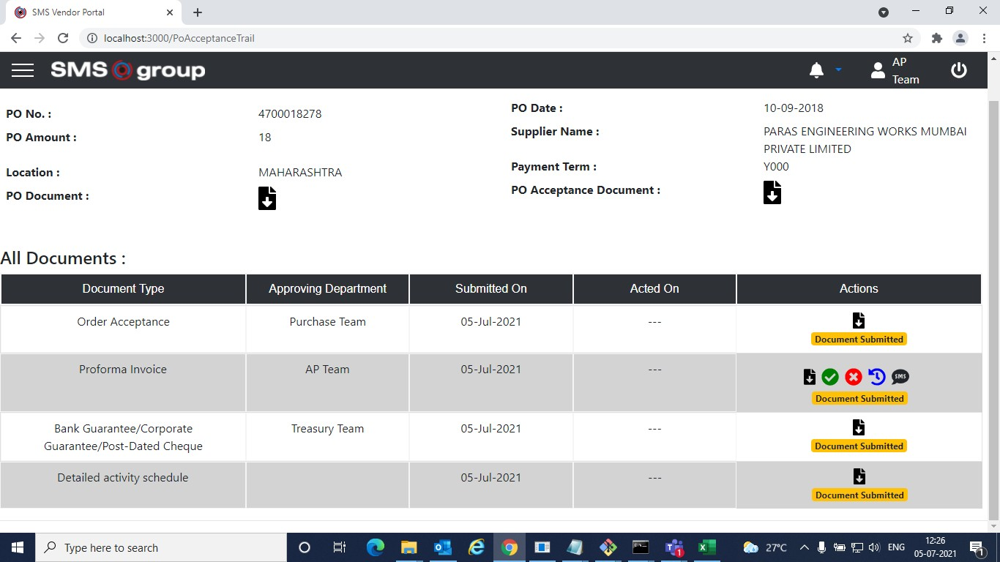 SMS Vendor Portal
localhost:3000/PoAcceptanceTrail
SMS group
AP
Team
PO No. : 4700018278
PO Date : 10-09-2018
PO Amount : 18
Supplier Name : PARAS ENGINEERING WORKS MUMBAI
PRIVATE LIMITED
Location : MAHARASHTRA
Payment Term : Y000
PO Document :
PO Acceptance Document :
All Documents :
Document Type Approving Department Submitted On Acted On Actions
Order Acceptance Purchase Team 05-Jul-2021 ---
Document Submitted
Proforma Invoice AP Team 05-Jul-2021 --- SMS
Document Submitted
Bank Guarantee/Corporate Treasury Team 05-Jul-2021 ---
Guarantee/Post-Dated Cheque Document Submitted
Detailed activity schedule 05-Jul-2021 ---
Document Submitted
Type here to search
1
27°C
ENG
12:26
05-07-2021
1